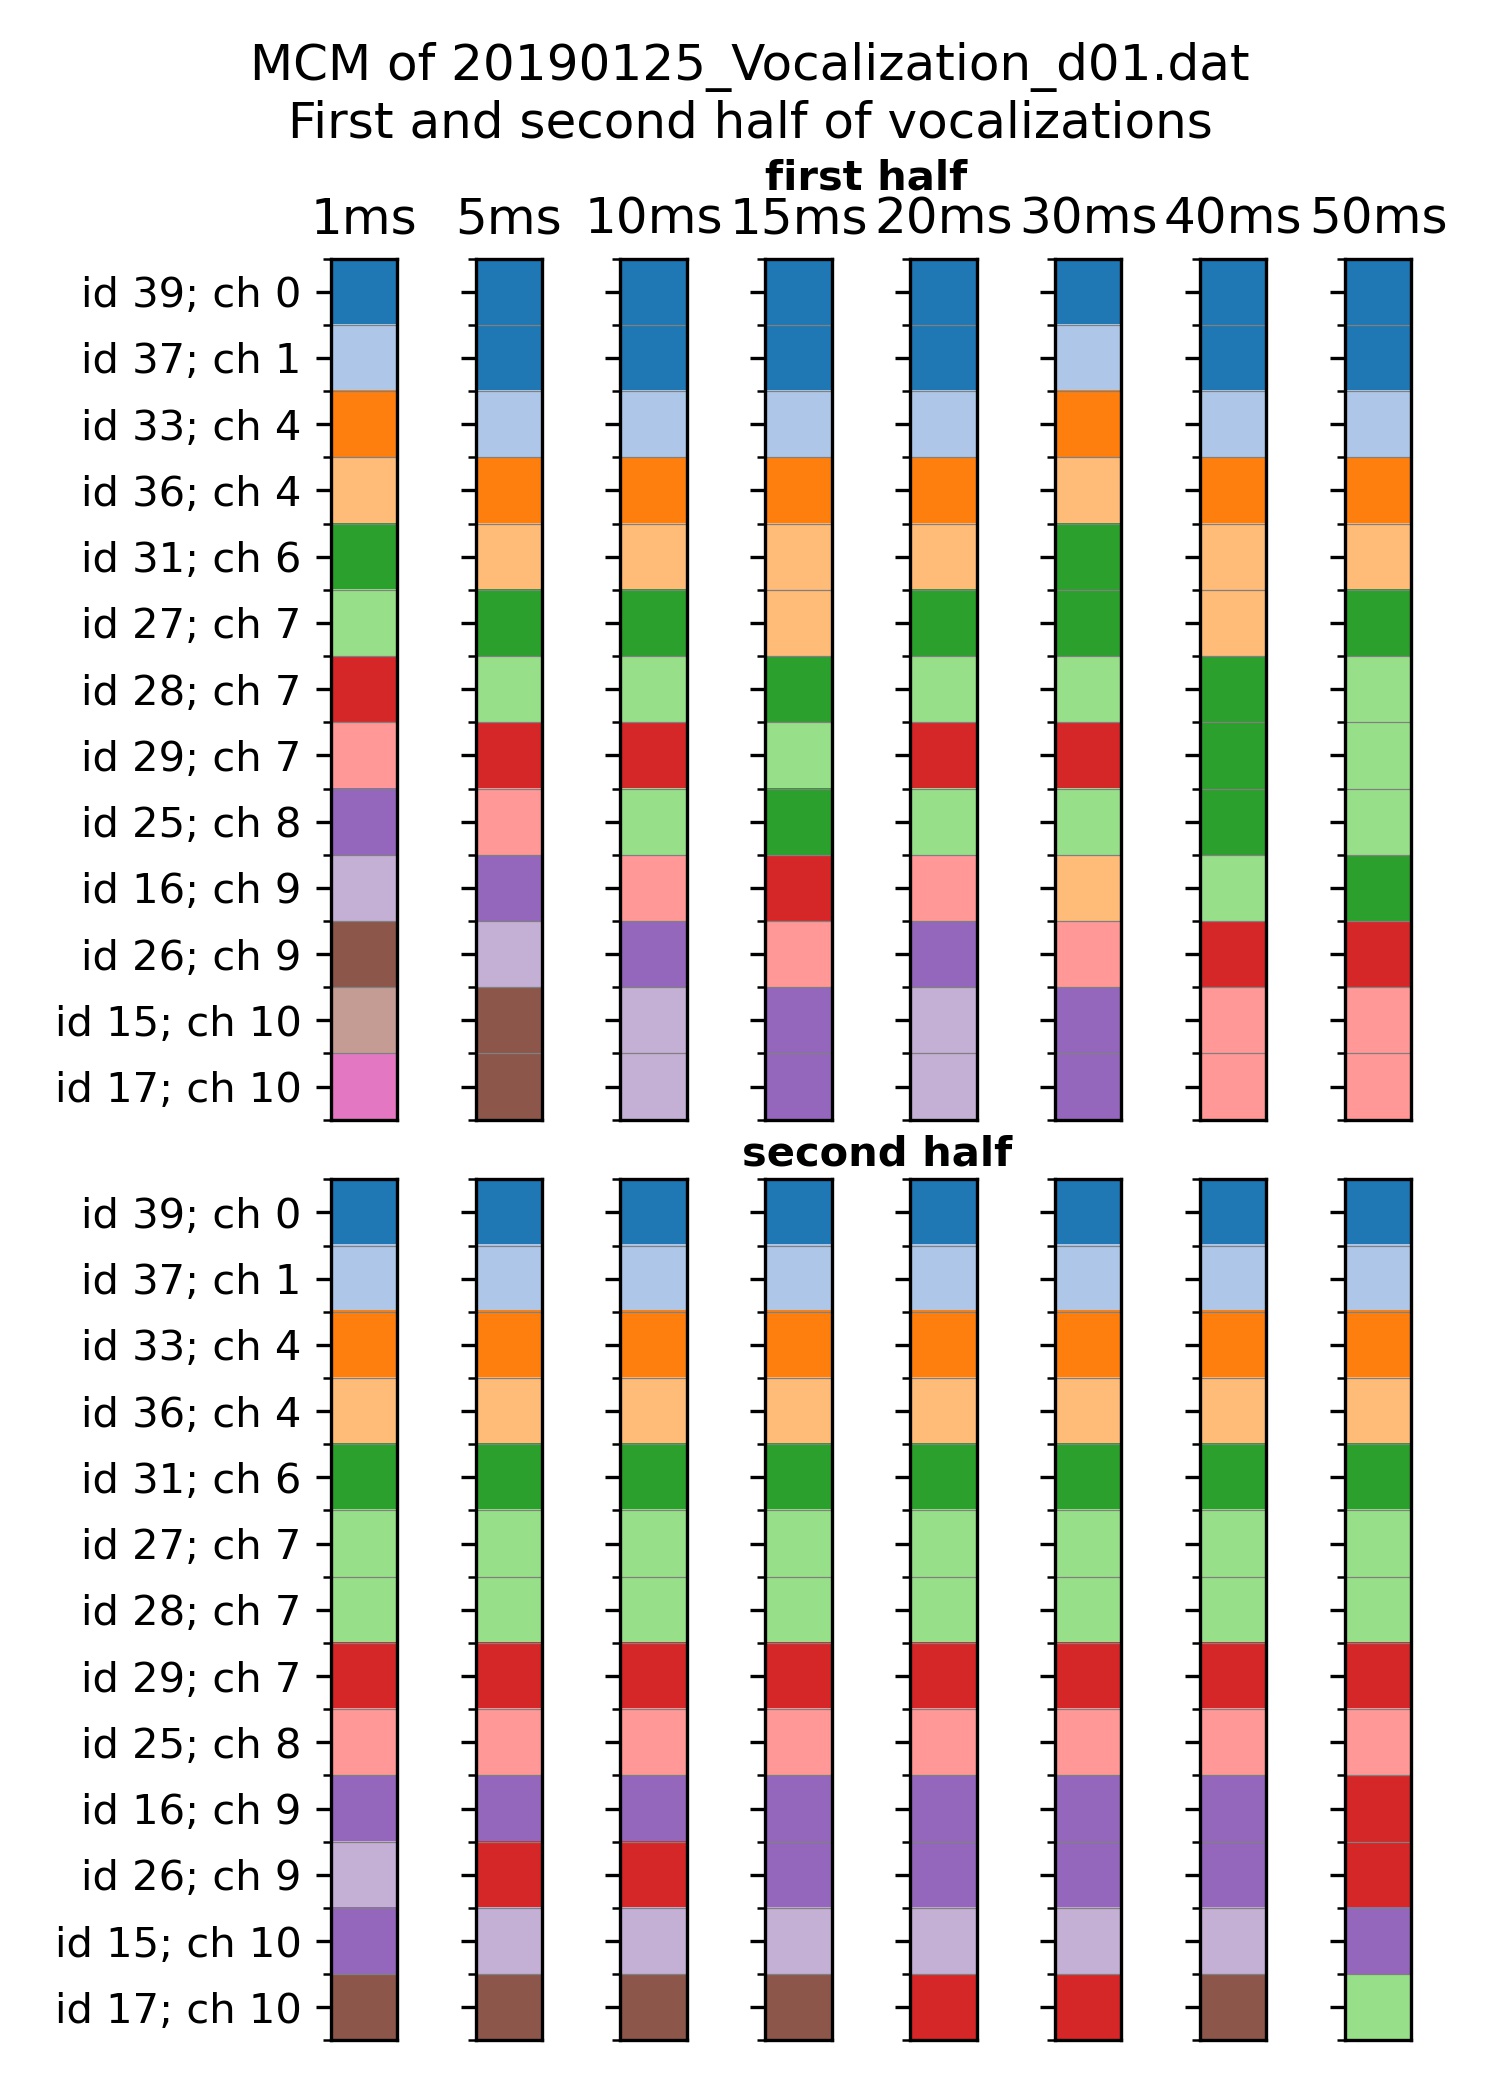 MCM of 20190125_Vocalization_d01.dat
First and second half of vocalizations
first half
1ms 5ms 10ms 15ms 20ms 30ms 40ms 50ms
id 39; ch 0
id 37; ch 1
id 33; ch 4
id 36; ch 4
id 31; ch 6
id 27; ch 7
id 28; ch 7
id 29; ch 7
id 25; ch 8
id 16; ch 9
id 26; ch 9
id 15; ch 10
id 17; ch 10
second half
id 39; ch 0
id 37; ch 1
id 33; ch 4
id 36; ch 4
id 31; ch 6
id 27; ch 7
id 28; ch 7
id 29; ch 7
id 25; ch 8
id 16; ch 9
id 26; ch 9
id 15; ch 10
id 17; ch 10